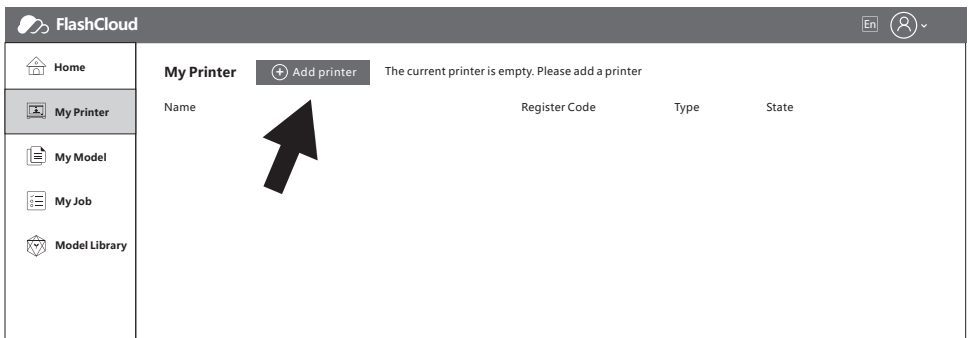 FlashCloud
En
Home
My Printer
My Model
My Job
Model Library
My Printer
Add printer
The current printer is empty. Please add a printer
Name
Register Code
Type
State